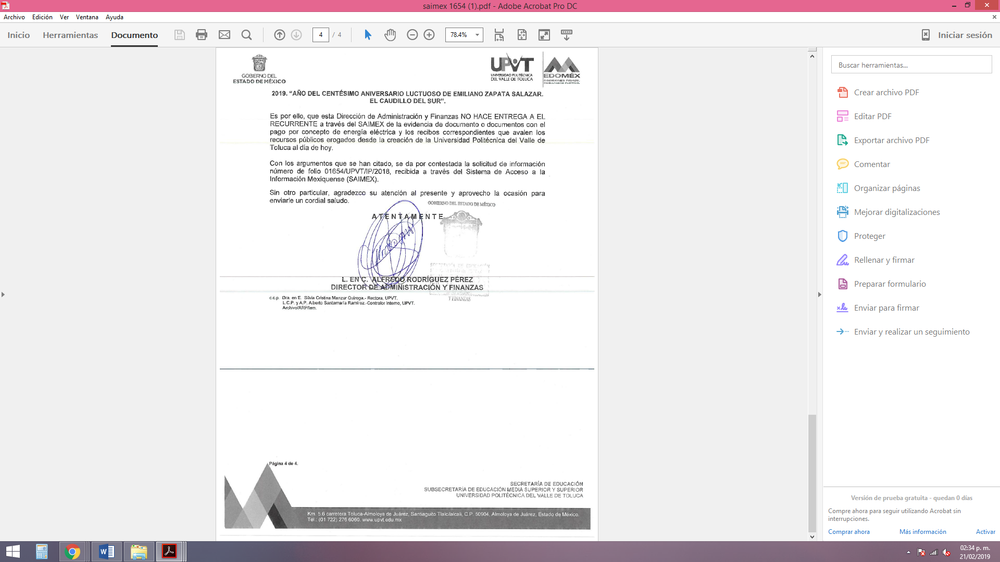 saimex 1654 (1).pdf - Adobe Acrobat Pro DC
Archivo Edición Ver Ventana Ayuda
Inicio Herramientas Documento 4 / 4 78.4% Iniciar sesión
GOBIERNO DEL
ESTADO DE MÉXICO
UPVT
UNIVERSIDAD POLITÉCNICA
DEL VALLE DE TOLUCA
EDOMÉX
DECISIONES FIRMES,
RESULTADOS FUERTES.
2019. “AÑO DEL CENTÉSIMO ANIVERSARIO LUCTUOSO DE EMILIANO ZAPATA SALAZAR.
EL CAUDILLO DEL SUR”.
Es por ello, que esta Dirección de Administración y Finanzas NO HACE ENTREGA A EL
RECURRENTE a través del SAIMEX de la evidencia de documento o documentos con el
pago por concepto de energía eléctrica y los recibos correspondientes que avalen los
recursos públicos erogados desde la creación de la Universidad Politécnica del Valle de
Toluca al día de hoy.
Con los argumentos que se han citado, se da por contestada la solicitud de información
número de folio 01654/UPVT/IP/2018, recibida a través del Sistema de Acceso a la
Información Mexiquense (SAIMEX).
Sin otro particular, agradezco su atención al presente y aprovecho la ocasión para
enviarle un cordial saludo.
GOBIERNO DEL ESTADO DE MÉXICO
ATENTAMENTE
SECRETARÍA DE EDUCACIÓN
L. EN C. ALFREDO RODRÍGUEZ PÉREZ
DIRECTOR DE ADMINISTRACIÓN Y FINANZAS
DE ADMINISTRACIÓN
Y FINANZAS
c.c.p. Dra. en E. Silvia Cristina Manzur Quiroga.- Rectora, UPVT.
L.C.P. y A.P. Alberto Santamaría Ramírez.-Contralor Interno, UPVT.
Archivo/ARP/lem.
Página 4 de 4.
SECRETARÍA DE EDUCACIÓN
SUBSECRETARÍA DE EDUCACIÓN MEDIA SUPERIOR Y SUPERIOR
UNIVERSIDAD POLITÉCNICA DEL VALLE DE TOLUCA
Km. 5.6 carretera Toluca-Almoloya de Juárez, Santiaguito Tlalcilalcali, C.P. 50904, Almoloya de Juárez, Estado de México.
Tel.: (01 722) 276 6060. www.upvt.edu.mx
Buscar herramientas...
Crear archivo PDF
Editar PDF
Exportar archivo PDF
Comentar
Organizar páginas
Mejorar digitalizaciones
Proteger
Rellenar y firmar
Preparar formulario
Enviar para firmar
Enviar y realizar un seguimiento
Versión de prueba gratuita - quedan 0 días
Compre ahora para seguir utilizando Acrobat sin
interrupciones.
Comprar ahora Más información Activar
02:34 p. m.
21/02/2019